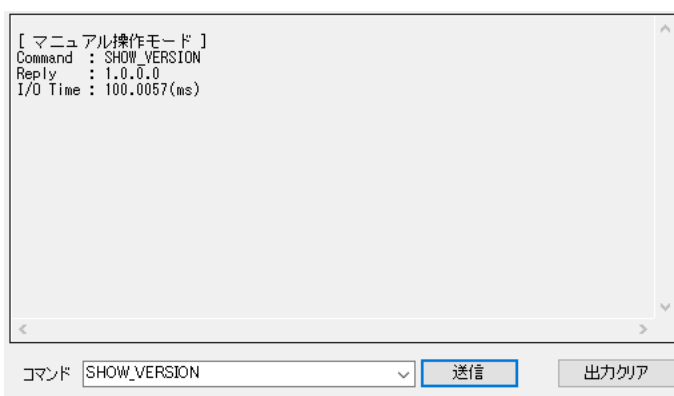 [ マニュアル操作モード ]
Command : SHOW_VERSION
Reply : 1.0.0.0
I/O Time : 100.0057(ms)
コマンド SHOW_VERSION 送信 出力クリア